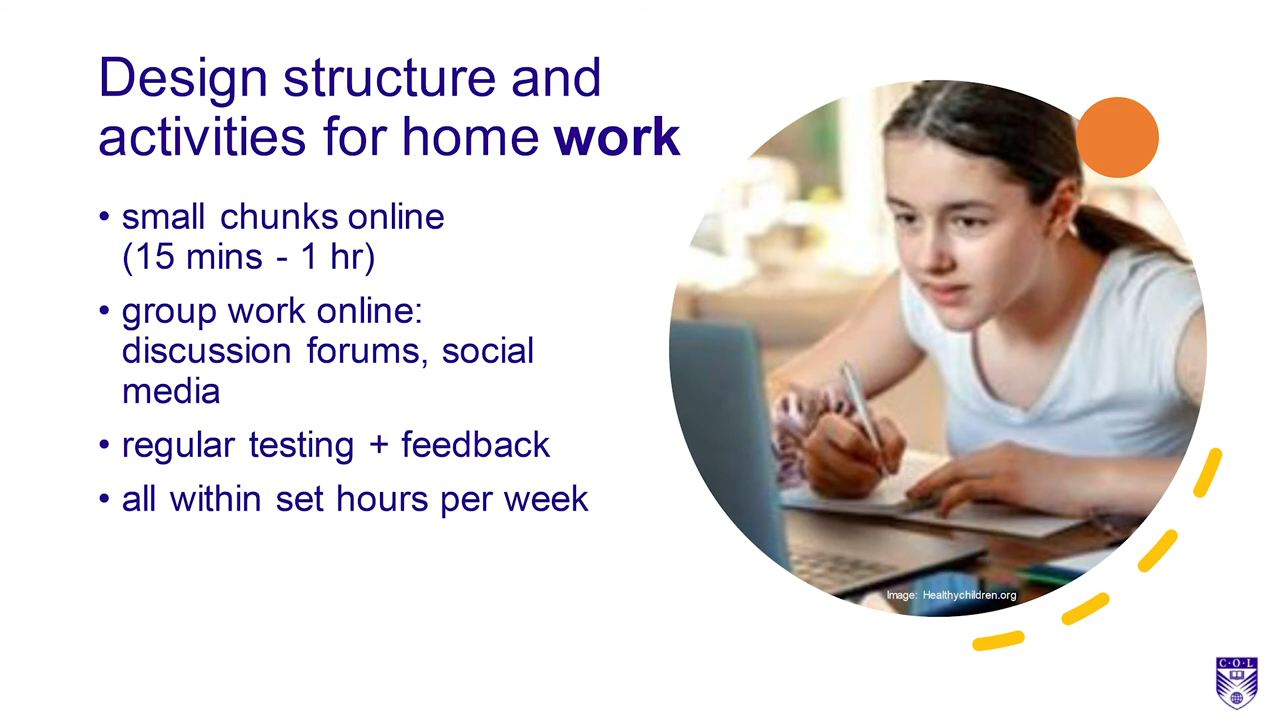 Design structure and
activities for home work
• small chunks online
(15 mins - 1 hr)
• group work online:
discussion forums, social
media
• regular testing + feedback
• all within set hours per week
Image: Healthychildren.org
C·O·L